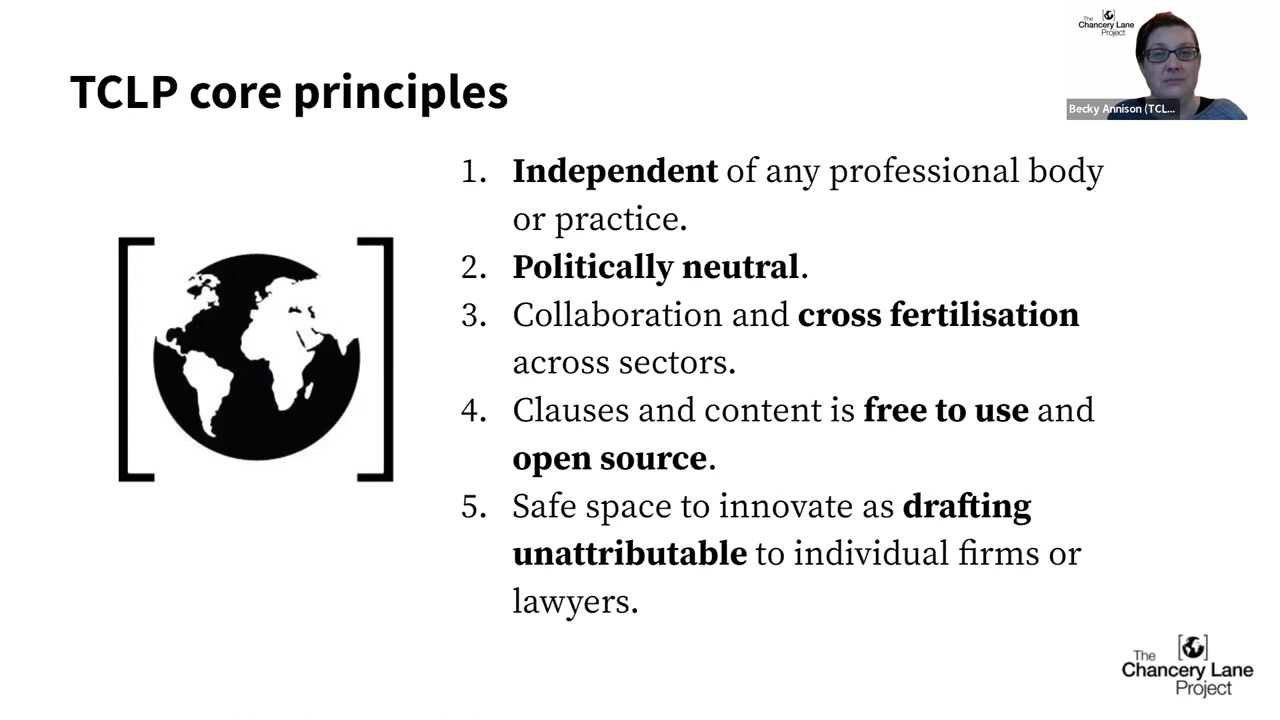 The
Chancery Lane
Project
Becky Annison (TCL...
TCLP core principles
1. Independent of any professional body
or practice.
2. Politically neutral.
3. Collaboration and cross fertilisation
across sectors.
4. Clauses and content is free to use and
open source.
5. Safe space to innovate as drafting
unattributable to individual firms or
lawyers.
The
Chancery Lane
Project